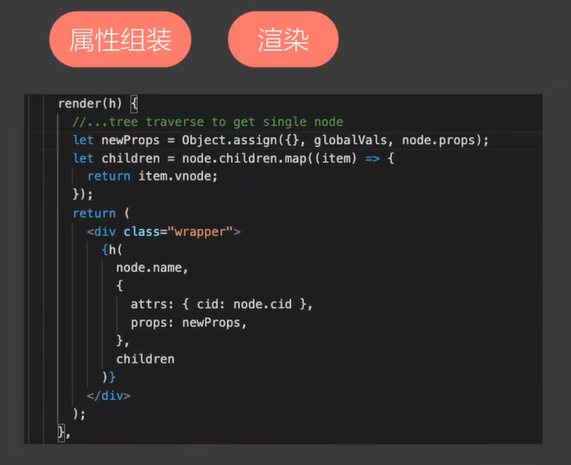 属性组装
渲染
render(h) {
//...tree traverse to get single node
let newProps = Object.assign({}, globalVals, node.props);
let children = node.children.map((item) => {
return item.vnode;
});
return (
<div class="wrapper">
{h(
node.name,
{
attrs: { cid: node.cid },
props: newProps,
},
children
)}
</div>
);
},